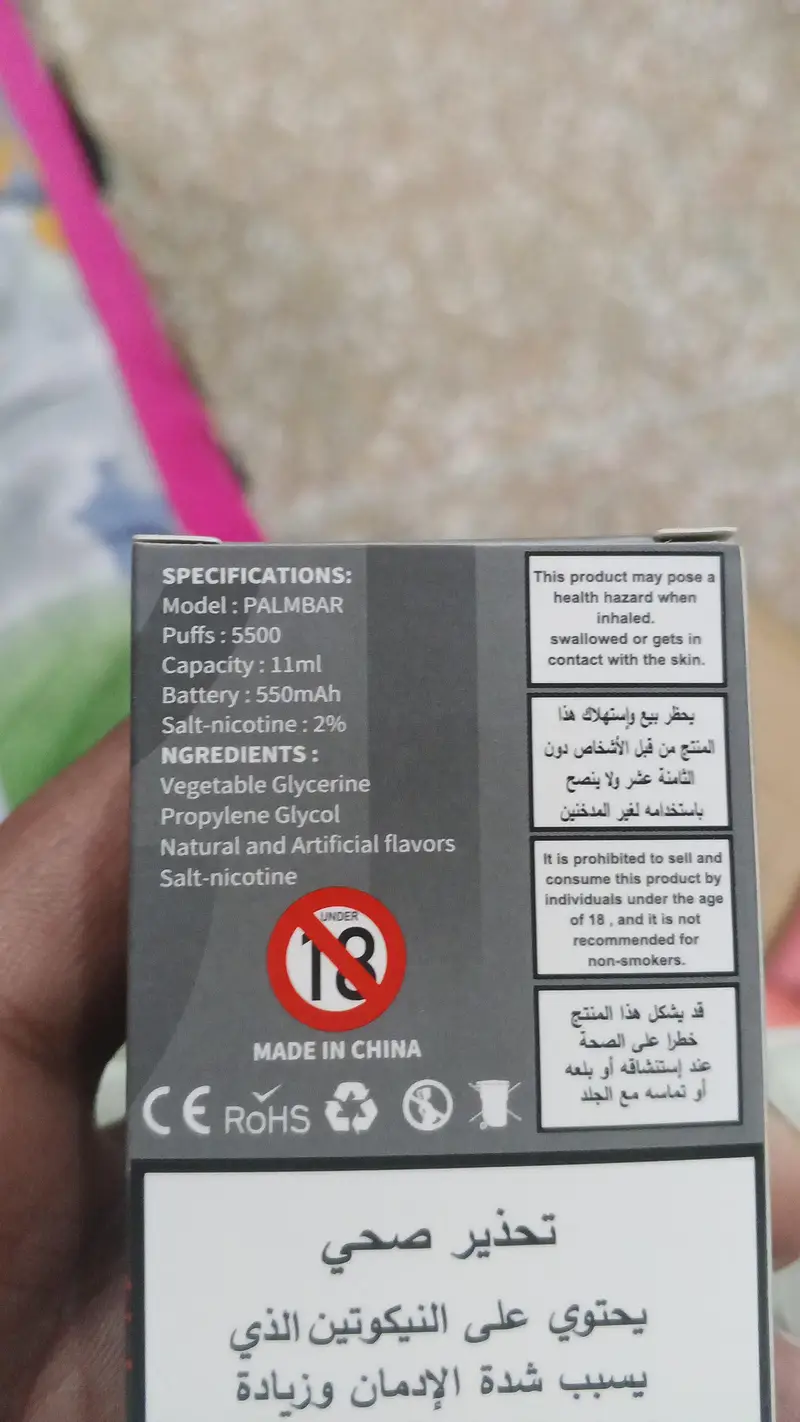 SPECIFICATIONS:
Model : PALMBAR
Puffs : 5500
Capacity : 11ml
Battery : 550mAh
Salt-nicotine : 2%
NGREDIENTS :
Vegetable Glycerine
Propylene Glycol
Natural and Artificial flavors
Salt-nicotine
UNDER
18
MADE IN CHINA
CE RoHS
This product may pose a
health hazard when
inhaled.
swallowed or gets in
contact with the skin.
يحظر بيع وإستهلاك هذا
المنتج من قبل الأشخاص دون
الثامنة عشر ولا ينصح
باستخدامه لغير المدخنين
It is prohibited to sell and
consume this product by
individuals under the age
of 18 , and it is not
recommended for
non-smokers.
قد يشكل هذا المنتج
خطرا على الصحة
عند إستنشاقه أو بلعه
أو تماسه مع الجلد
تحذير صحي
يحتوي على النيكوتين الذي
يسبب شدة الإدمان وزيادة